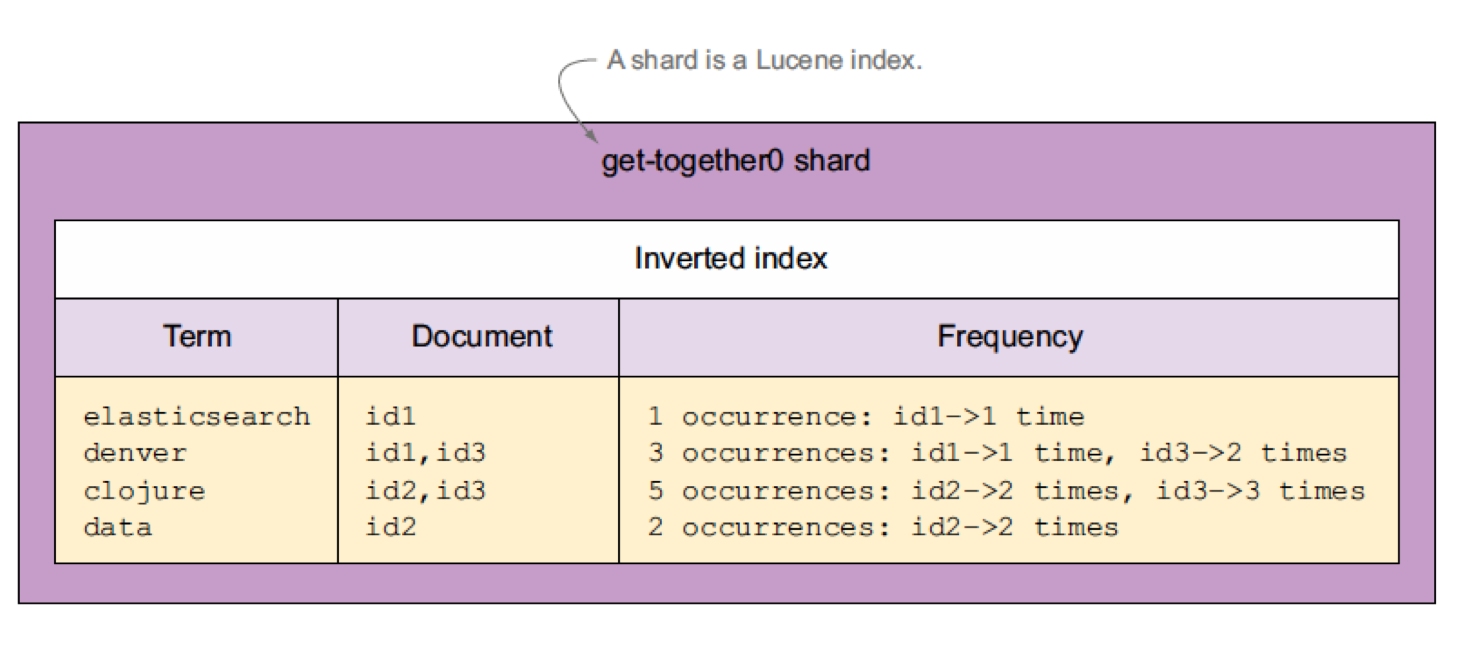 A shard is a Lucene index.
get-together0 shard
Inverted index
Term Document Frequency
elasticsearch id1 1 occurrence: id1->1 time
denver id1,id3 3 occurrences: id1->1 time, id3->2 times
clojure id2,id3 5 occurrences: id2->2 times, id3->3 times
data id2 2 occurrences: id2->2 times